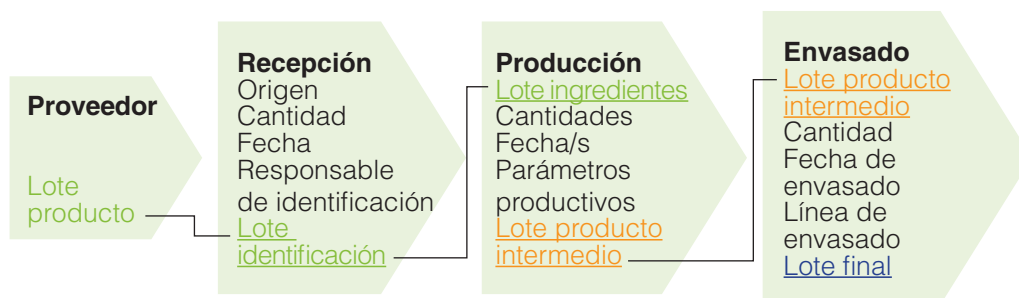 Proveedor
Lote
producto
Recepción
Origen
Cantidad
Fecha
Responsable
de identificación
Lote
identificación
Producción
Lote ingredientes
Cantidades
Fecha/s
Parámetros
productivos
Lote producto
intermedio
Envasado
Lote producto
intermedio
Cantidad
Fecha de
envasado
Línea de
envasado
Lote final